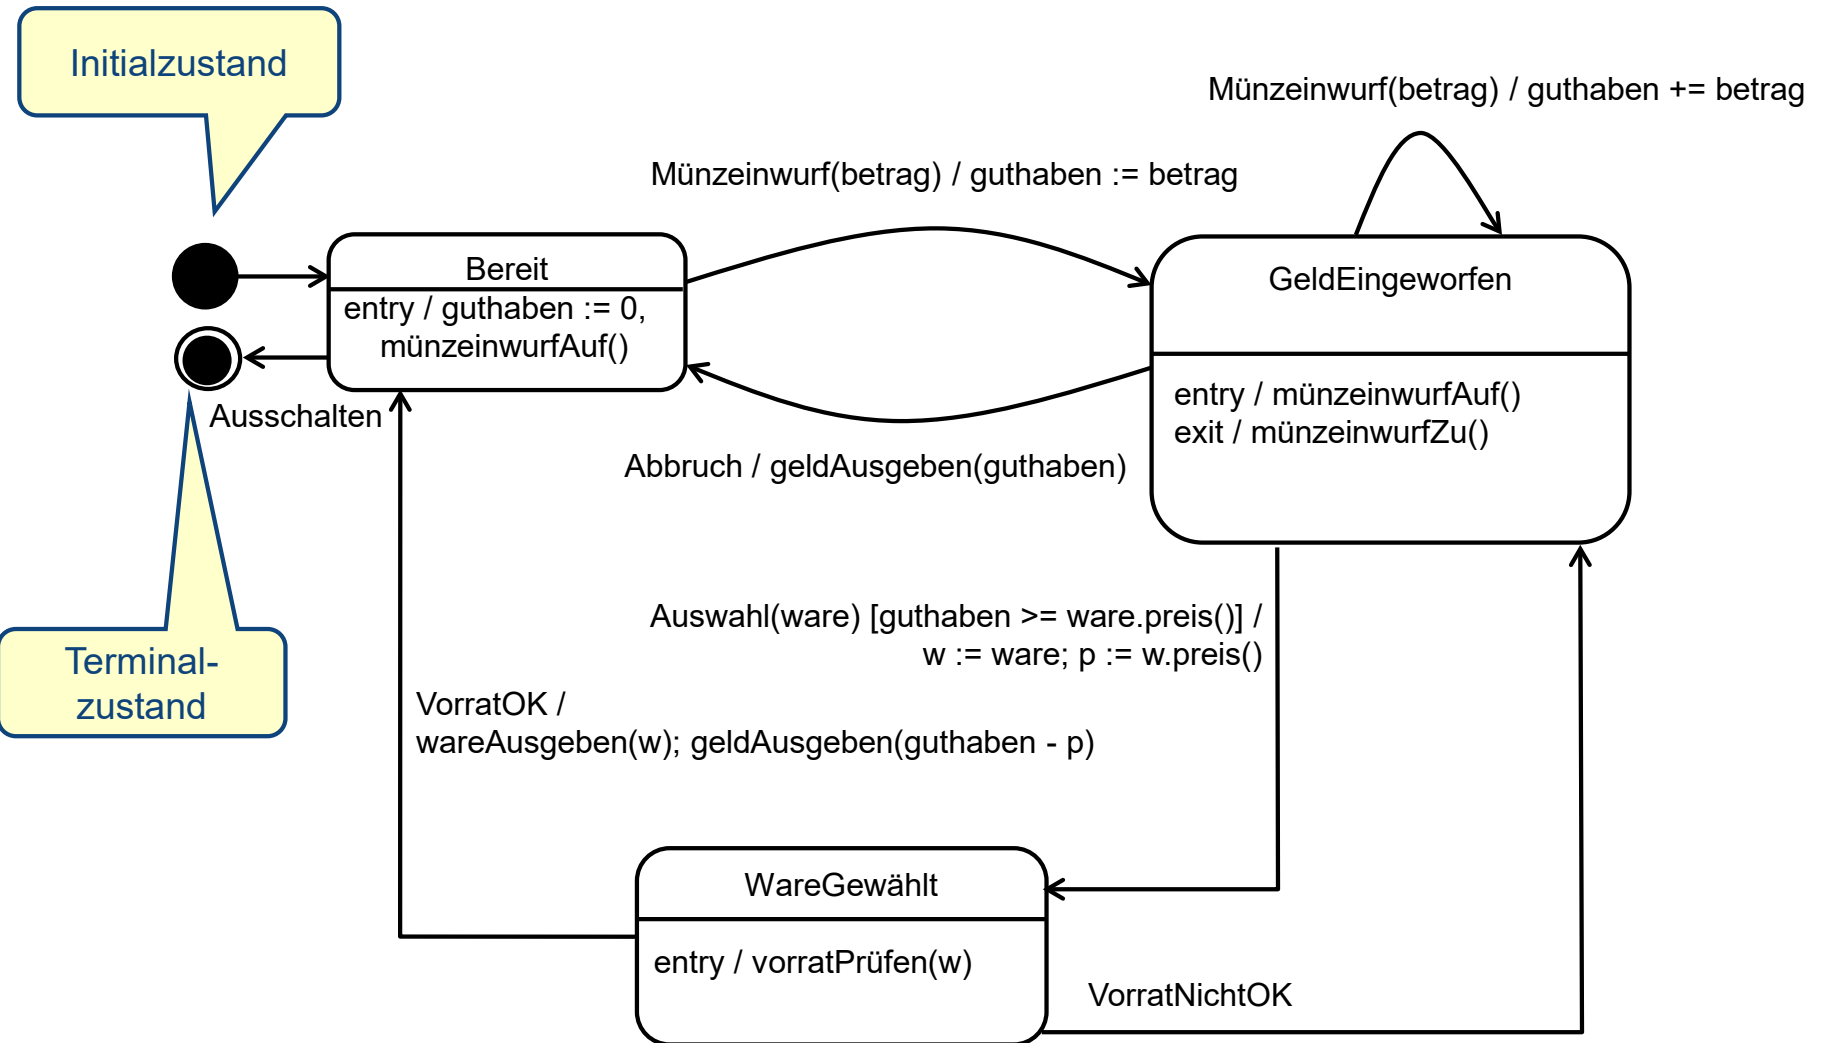 Initialzustand
Münzeinwurf(betrag) / guthaben += betrag
Münzeinwurf(betrag) / guthaben := betrag
Bereit
entry / guthaben := 0,
münzeinwurfAuf()
GeldEingeworfen
entry / münzeinwurfAuf()
exit / münzeinwurfZu()
Ausschalten
Abbruch / geldAusgeben(guthaben)
Auswahl(ware) [guthaben >= ware.preis()] /
w := ware; p := w.preis()
Terminal-
zustand
VorratOK /
wareAusgeben(w); geldAusgeben(guthaben - p)
WareGewählt
entry / vorratPrüfen(w)
VorratNichtOK